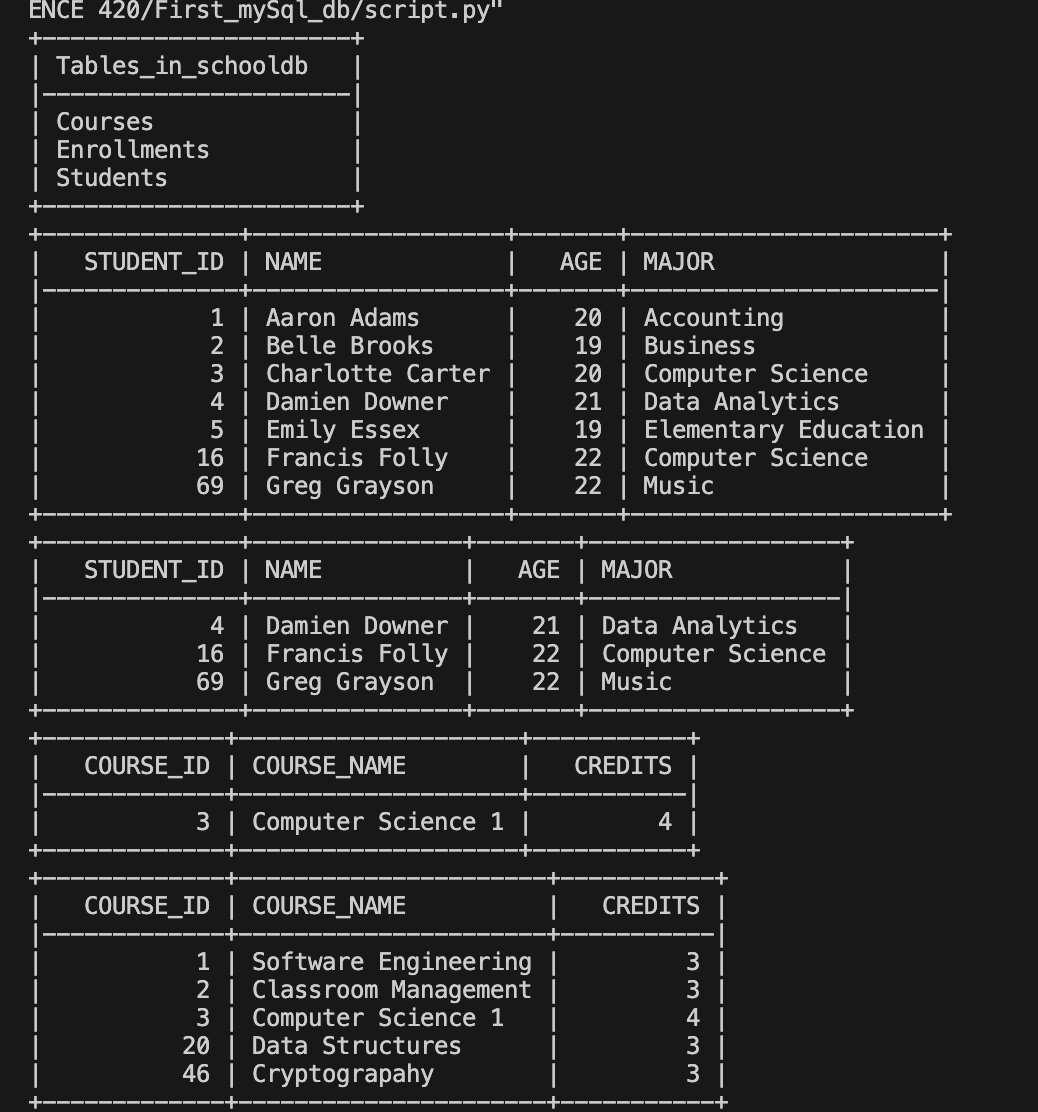 ENCE 420/First_mySql_db/script.py"
+----------------------+
| Tables_in_schooldb   |
|----------------------|
| Courses              |
| Enrollments          |
| Students             |
+----------------------+
+--------------+------------------+-------+----------------------+
|   STUDENT_ID | NAME             |   AGE | MAJOR                |
|--------------+------------------+-------+----------------------|
|            1 | Aaron Adams      |    20 | Accounting           |
|            2 | Belle Brooks     |    19 | Business             |
|            3 | Charlotte Carter |    20 | Computer Science     |
|            4 | Damien Downer    |    21 | Data Analytics       |
|            5 | Emily Essex      |    19 | Elementary Education |
|           16 | Francis Folly    |    22 | Computer Science     |
|           69 | Greg Grayson     |    22 | Music                |
+--------------+------------------+-------+----------------------+
+--------------+---------------+-------+------------------+
|   STUDENT_ID | NAME          |   AGE | MAJOR            |
|--------------+---------------+-------+------------------|
|            4 | Damien Downer |    21 | Data Analytics   |
|           16 | Francis Folly |    22 | Computer Science |
|           69 | Greg Grayson  |    22 | Music            |
+--------------+---------------+-------+------------------+
+-------------+--------------------+-----------+
|   COURSE_ID | COURSE_NAME        |   CREDITS |
|-------------+--------------------+-----------|
|           3 | Computer Science 1 |         4 |
+-------------+--------------------+-----------+
+-------------+----------------------+-----------+
|   COURSE_ID | COURSE_NAME          |   CREDITS |
|-------------+----------------------+-----------|
|           1 | Software Engineering |         3 |
|           2 | Classroom Management |         3 |
|           3 | Computer Science 1   |         4 |
|          20 | Data Structures      |         3 |
|          46 | Cryptograpahy        |         3 |
+-------------+----------------------+-----------+